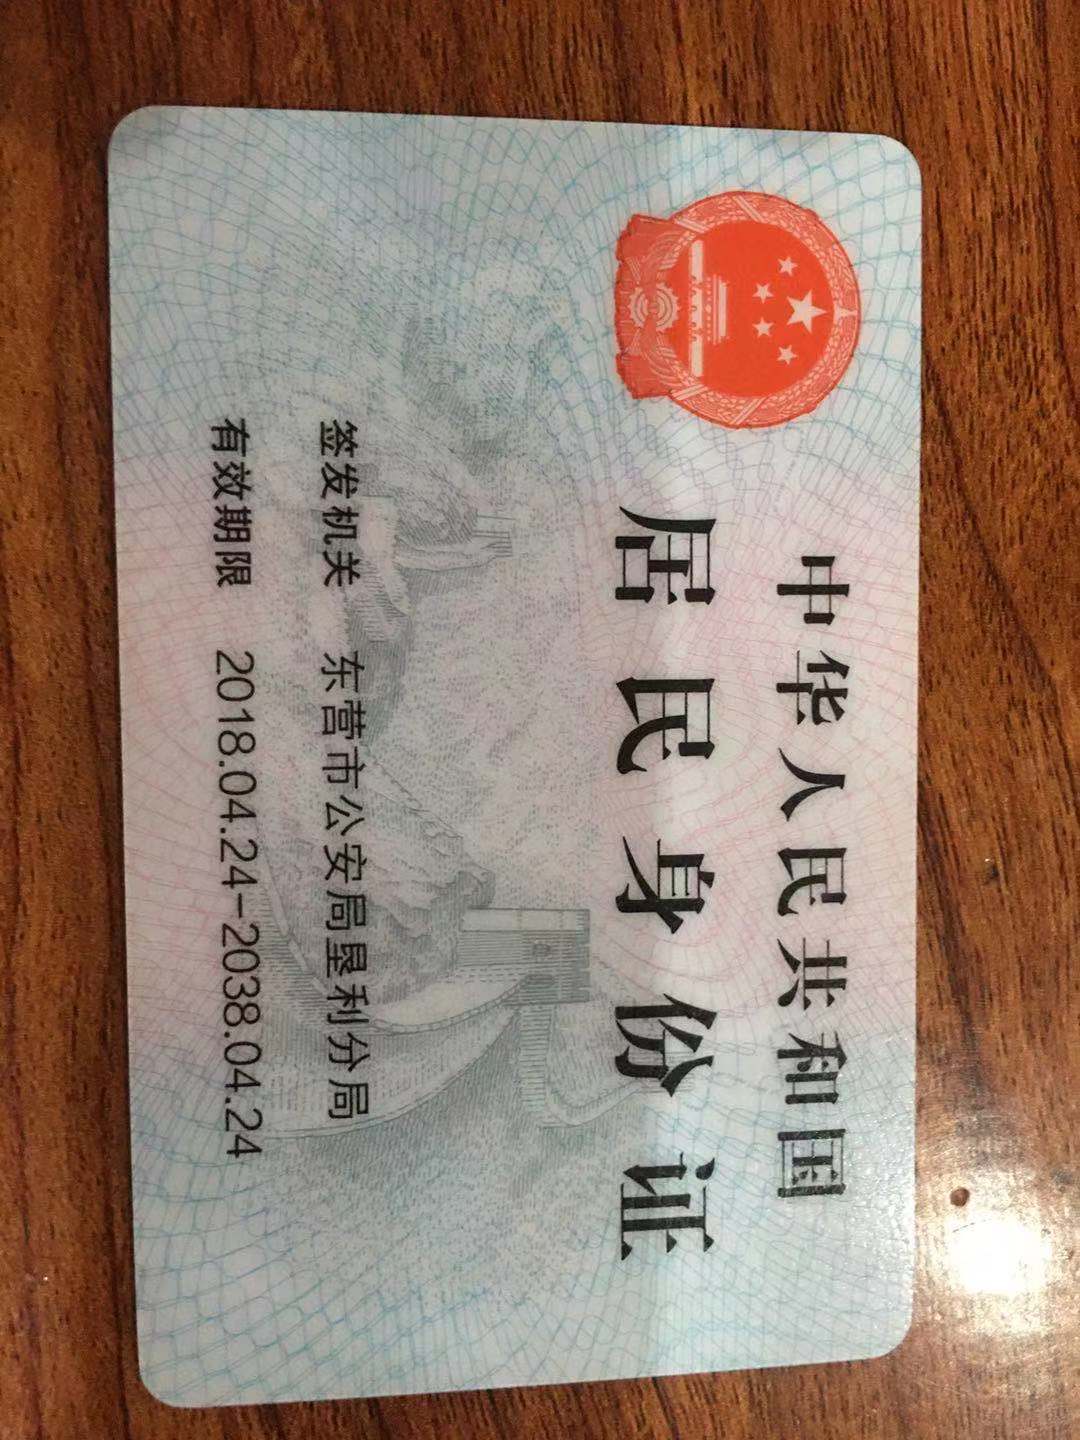 中华人民共和国
居民身份证
签发机关 东营市公安局垦利分局
有效期限 2018.04.24-2038.04.24